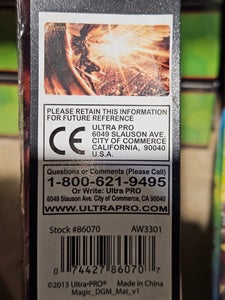 PLEASE RETAIN THIS INFORMATION
FOR FUTURE REFERENCE
CE
ULTRA PRO
6049 SLAUSON AVE.
CITY OF COMMERCE
CALIFORNIA, 90040
U.S.A.
Questions or Comments (Please Call)
1-800-621-9495
Or Write: Ultra PRO
6049 Slauson Ave. City of Commerce, CA 90040
WWW.ULTRAPRO.COM
Stock #86070 AW3301
0 74427 86070 7
©2013 Ultra•PRO® Made in China
Magic_DGM_Mat_v1